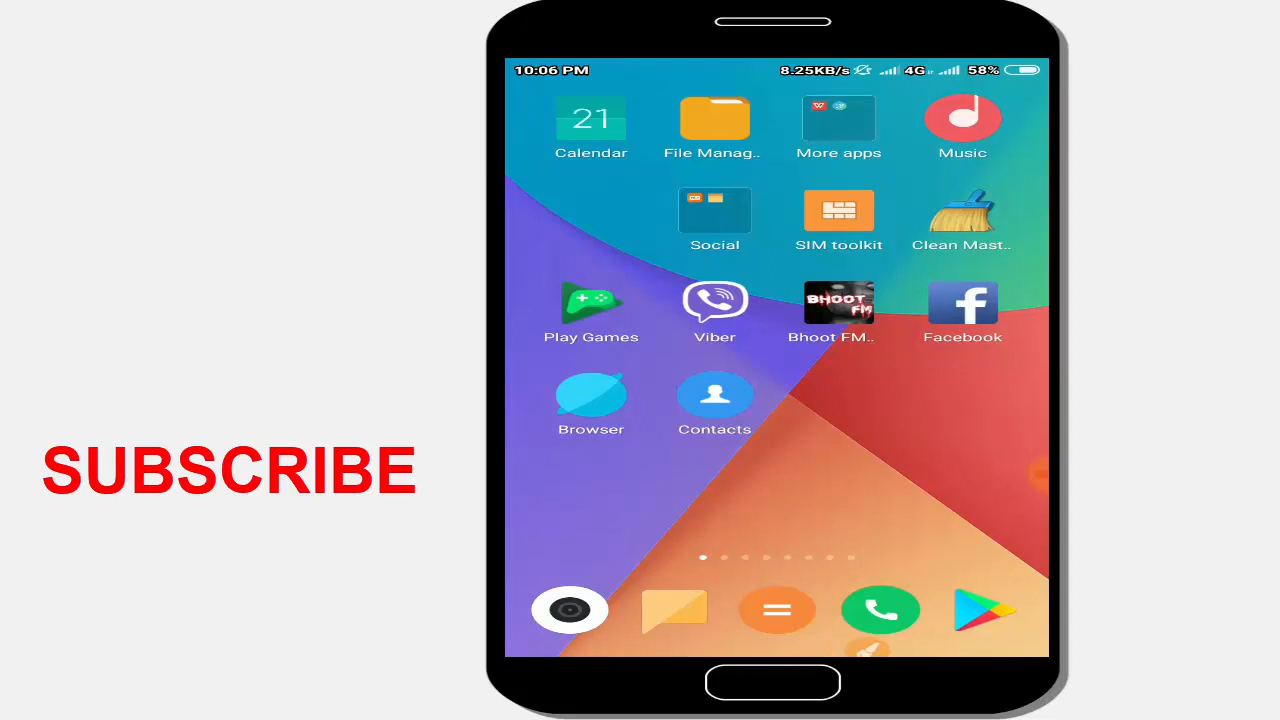 10:06 PM 8.25KB/s 4G 58%
21
Calendar File Manag.. More apps Music
Social SIM toolkit Clean Mast..
BHOOT FM
Play Games Viber Bhoot FM.. Facebook
Browser Contacts
SUBSCRIBE